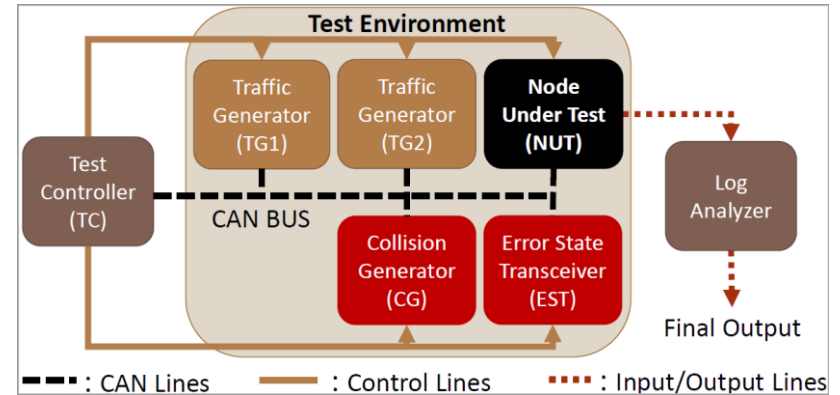 Test Environment
Traffic
Generator
(TG1)
Traffic
Generator
(TG2)
Node
Under Test
(NUT)
Test
Controller
(TC)
CAN BUS
Log
Analyzer
Collision
Generator
(CG)
Error State
Transceiver
(EST)
Final Output
: CAN Lines
: Control Lines
: Input/Output Lines